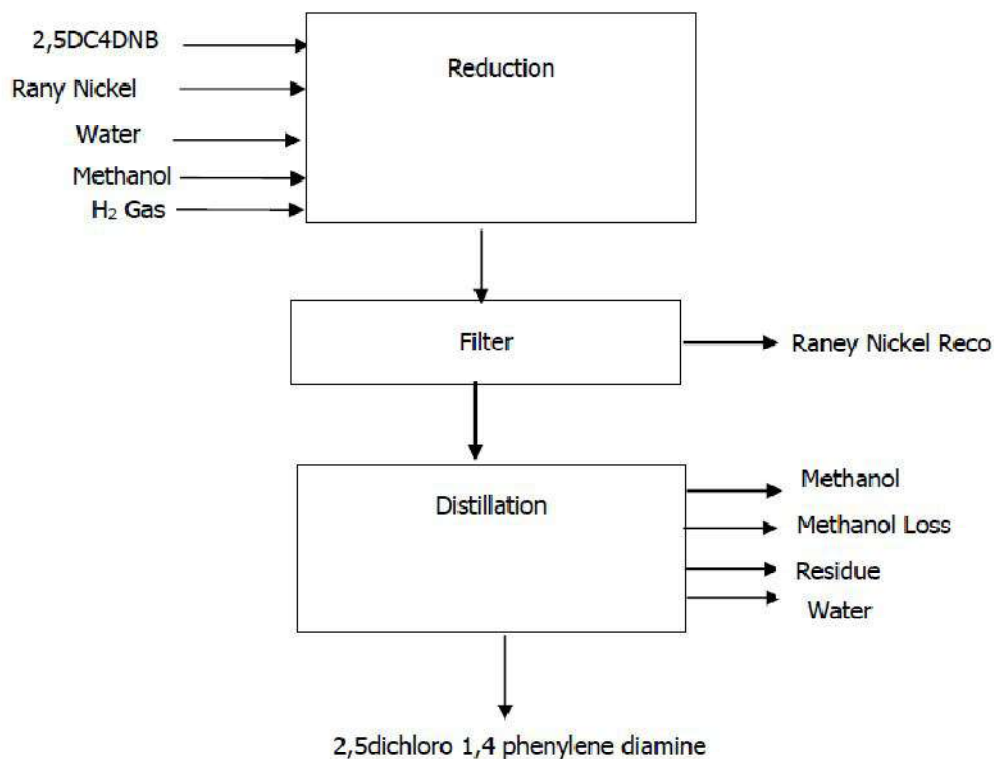 2,5DC4DNB
Rany Nickel
Water
Methanol
H₂ Gas
Reduction
Filter
Raney Nickel Reco
Distillation
Methanol
Methanol Loss
Residue
Water
2,5dichloro 1,4 phenylene diamine